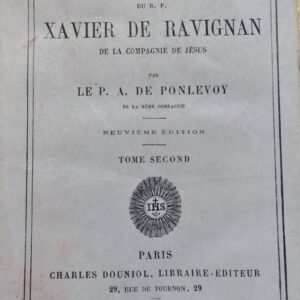 DU R. P.
XAVIER DE RAVIGNAN
DE LA COMPAGNIE DE JÉSUS
PAR
LE P. A. DE PONLEVOY
DE LA MÊME COMPAGNIE
NEUVIÈME ÉDITION
TOME SECOND
IHS
PARIS
CHARLES DOUNIOL, LIBRAIRE-ÉDITEUR
29, RUE DE TOURNON, 29